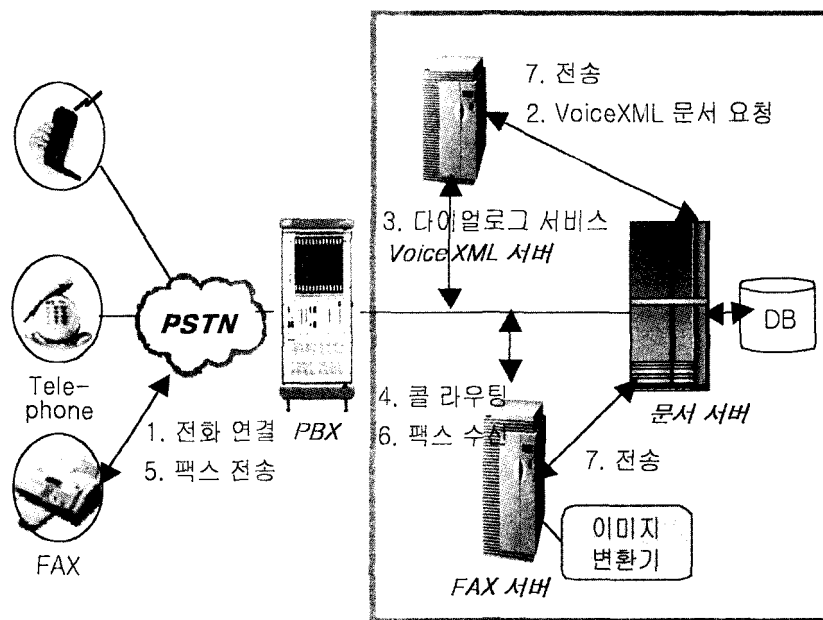 7. 전송
2. VoiceXML 문서 요청
3. 다이얼로그 서비스
VoiceXML 서버
PSTN
DB
Tele-
phone
1. 전화 연결
5. 팩스 전송
PBX
4. 콜 라우팅
6. 팩스 수신
문서 서버
7. 전송
FAX
이미지
변환기
FAX 서버